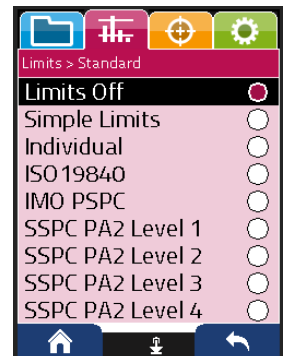 Limits > Standard
Limits Off
Simple Limits
Individual
ISO 19840
IMO PSPC
SSPC PA2 Level 1
SSPC PA2 Level 2
SSPC PA2 Level 3
SSPC PA2 Level 4